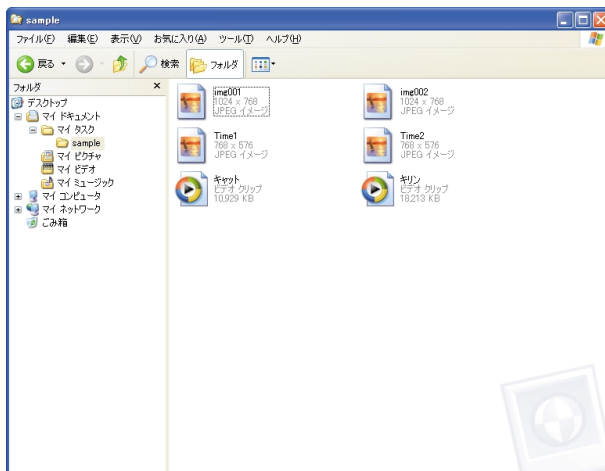 sample
ファイル(F) 編集(E) 表示(V) お気に入り(A) ツール(T) ヘルプ(H)
戻る 検索 フォルダ
フォルダ
デスクトップ
マイ ドキュメント
マイ タスク
sample
マイ ピクチャ
マイ ビデオ
マイ ミュージック
マイ コンピュータ
マイ ネットワーク
ごみ箱
img001
1024 x 768
JPEG イメージ
img002
1024 x 768
JPEG イメージ
Time1
768 x 576
JPEG イメージ
Time2
768 x 576
JPEG イメージ
キャット
ビデオ クリップ
10,929 KB
キリン
ビデオ クリップ
18,213 KB